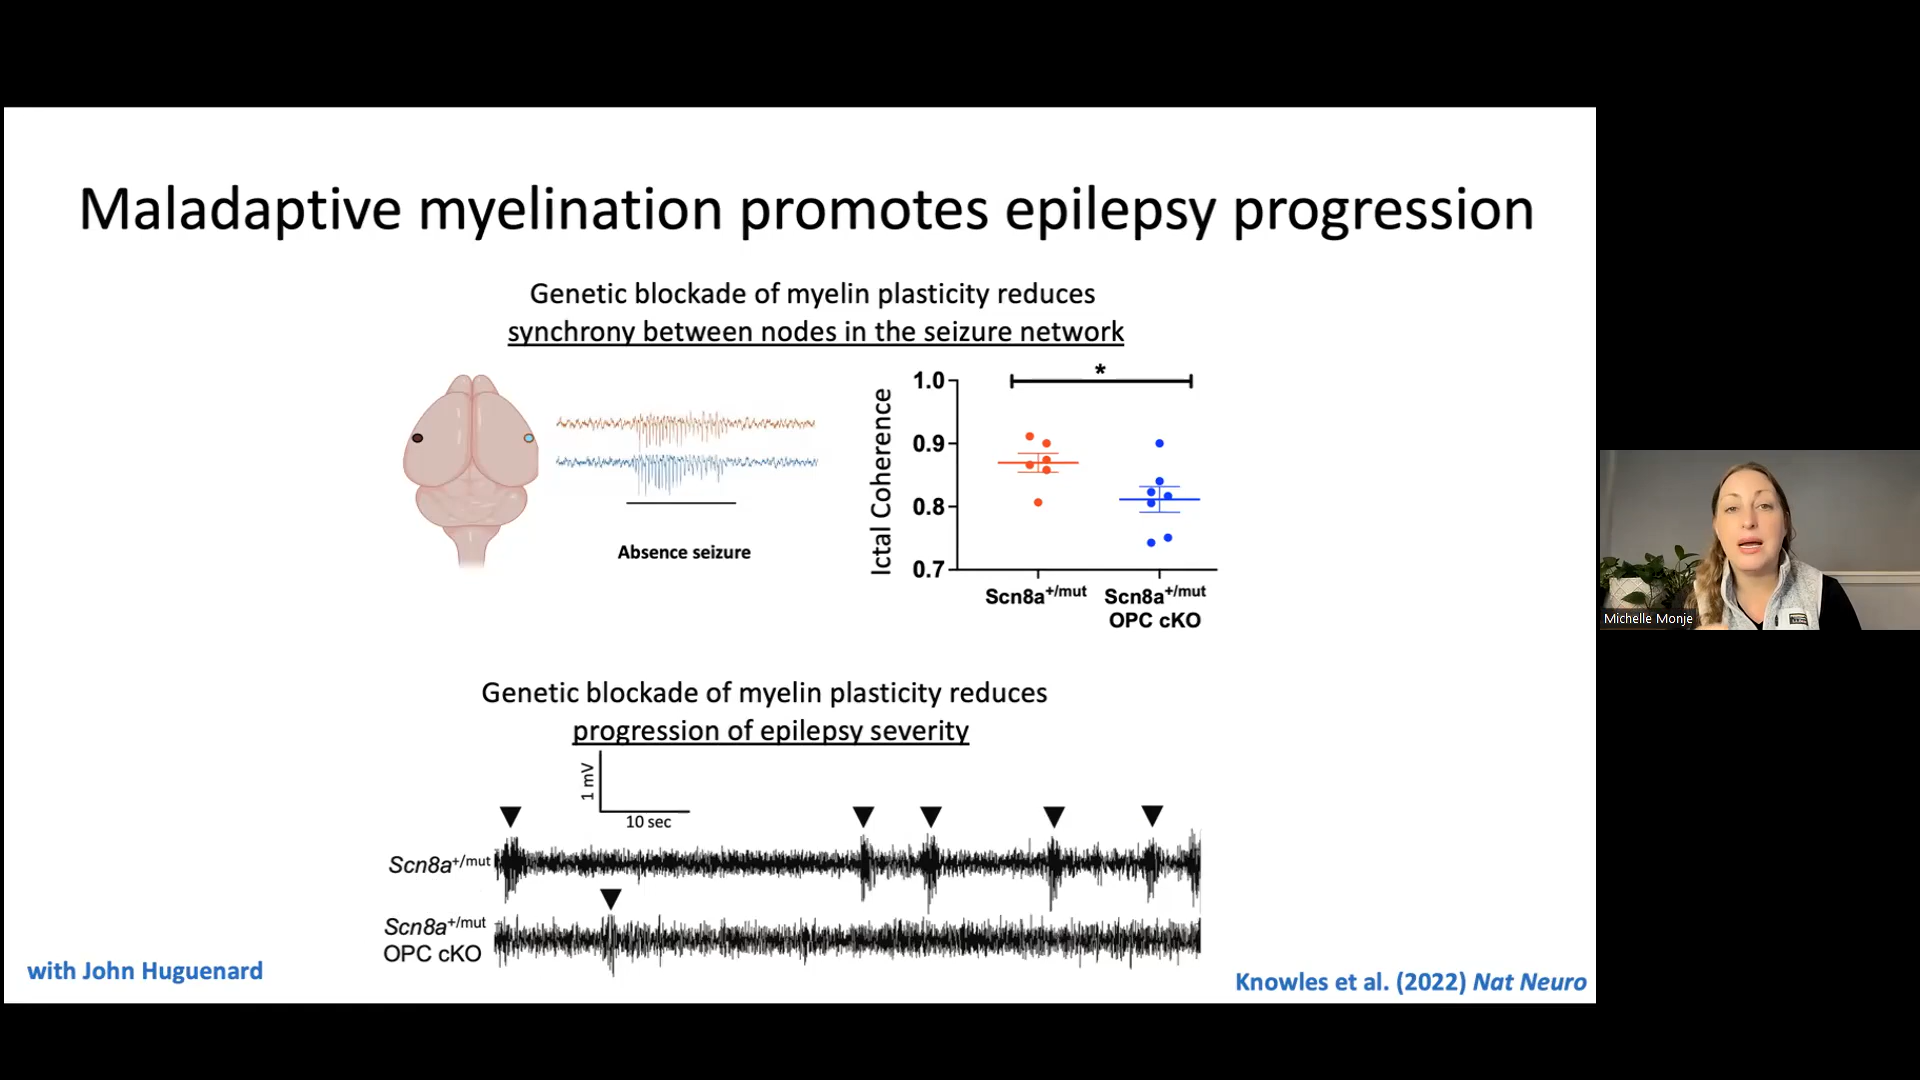 Maladaptive myelination promotes epilepsy progression
Genetic blockade of myelin plasticity reduces
synchrony between nodes in the seizure network
Absence seizure
Ictal Coherence
1.0
0.9
0.8
0.7
*
Scn8a+/mut
Scn8a+/mut
OPC cKO
Michelle Monje
Genetic blockade of myelin plasticity reduces
progression of epilepsy severity
1 mV
10 sec
Scn8a+/mut
Scn8a+/mut
OPC cKO
with John Huguenard
Knowles et al. (2022) Nat Neuro